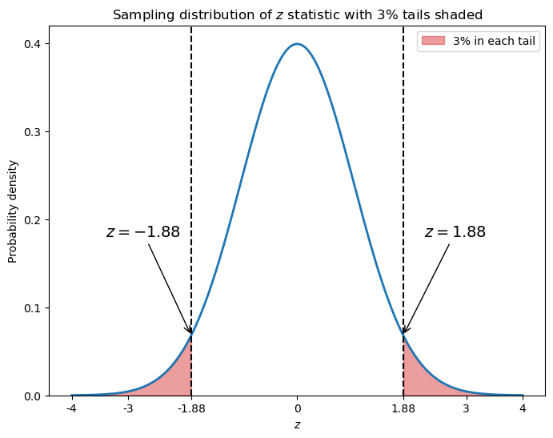 Sampling distribution of z statistic with 3% tails shaded
3% in each tail
Probability density
0.4
0.3
0.2
0.1
0.0
z = −1.88
z = 1.88
-4 -3 -1.88 0 1.88 3 4
z